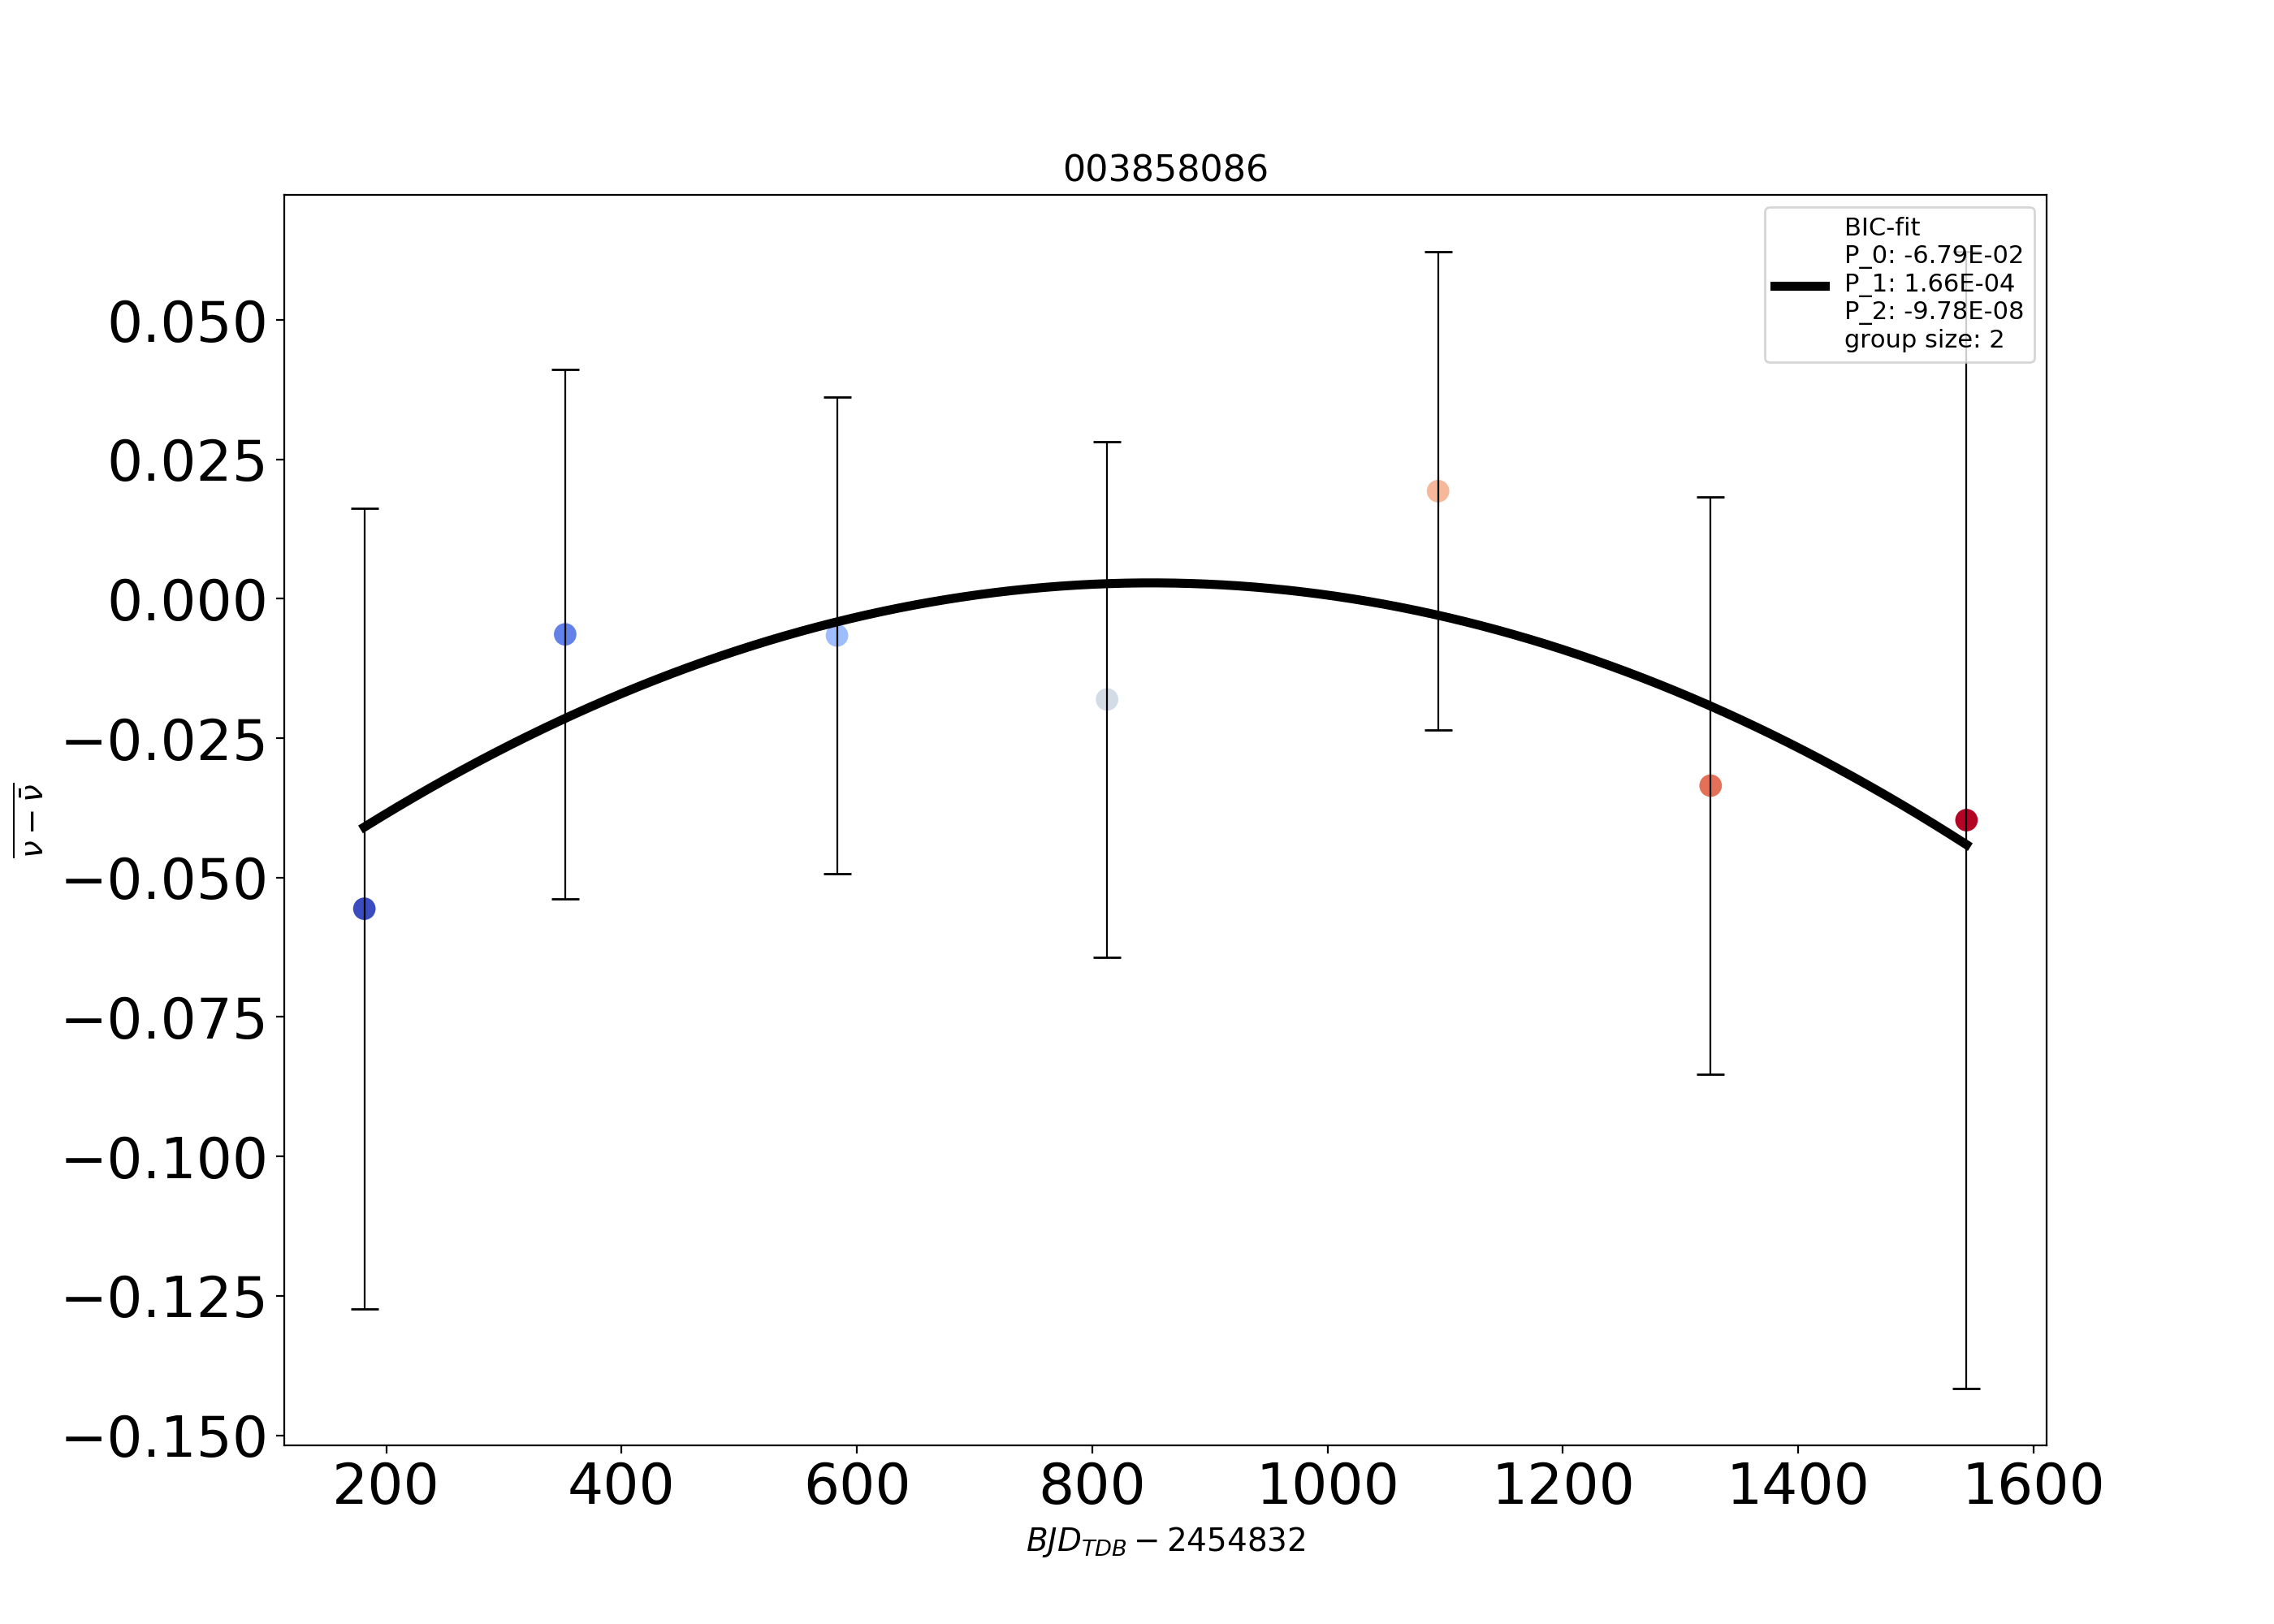 003858086
BIC-fit
P_0: -6.79E-02
P_1: 1.66E-04
P_2: -9.78E-08
group size: 2
0.050
0.025
0.000
−0.025
−0.050
−0.075
−0.100
−0.125
−0.150
ν − ν̄
200 400 600 800 1000 1200 1400 1600
BJD_TDB − 2454832